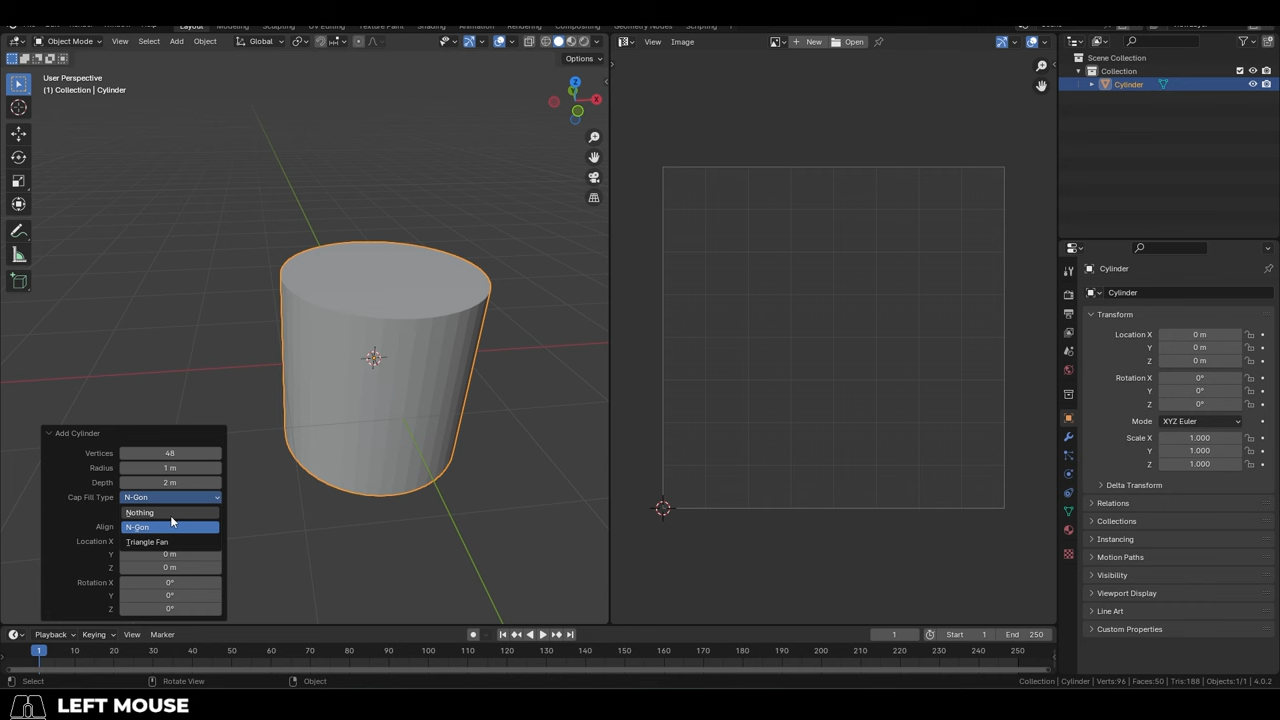 Layout
Object Mode View Select Add Object Global
Options
User Perspective
(1) Collection | Cylinder
Add Cylinder
Vertices 48
Radius 1 m
Depth 2 m
Cap Fill Type N-Gon
Nothing
Align N-Gon
Location X Triangle Fan
Y 0 m
Z 0 m
Rotation X 0°
Y 0°
Z 0°
View Image New Open
Scene Collection
Collection
Cylinder
Cylinder
Cylinder
Transform
Location X 0 m
Y 0 m
Z 0 m
Rotation X 0°
Y 0°
Z 0°
Mode XYZ Euler
Scale X 1.000
Y 1.000
Z 1.000
Delta Transform
Relations
Collections
Instancing
Motion Paths
Visibility
Viewport Display
Line Art
Custom Properties
Playback Keying View Marker
1 Start 1 End 250
1 10 20 30 40 50 60 70 80 90 100 110 120 130 140 150 160 170 180 190 200 210 220 230 240 250
Select Rotate View Object
Collection | Cylinder | Verts:96 | Faces:50 | Tris:188 | Objects:1/1 | 4.0.2
LEFT MOUSE